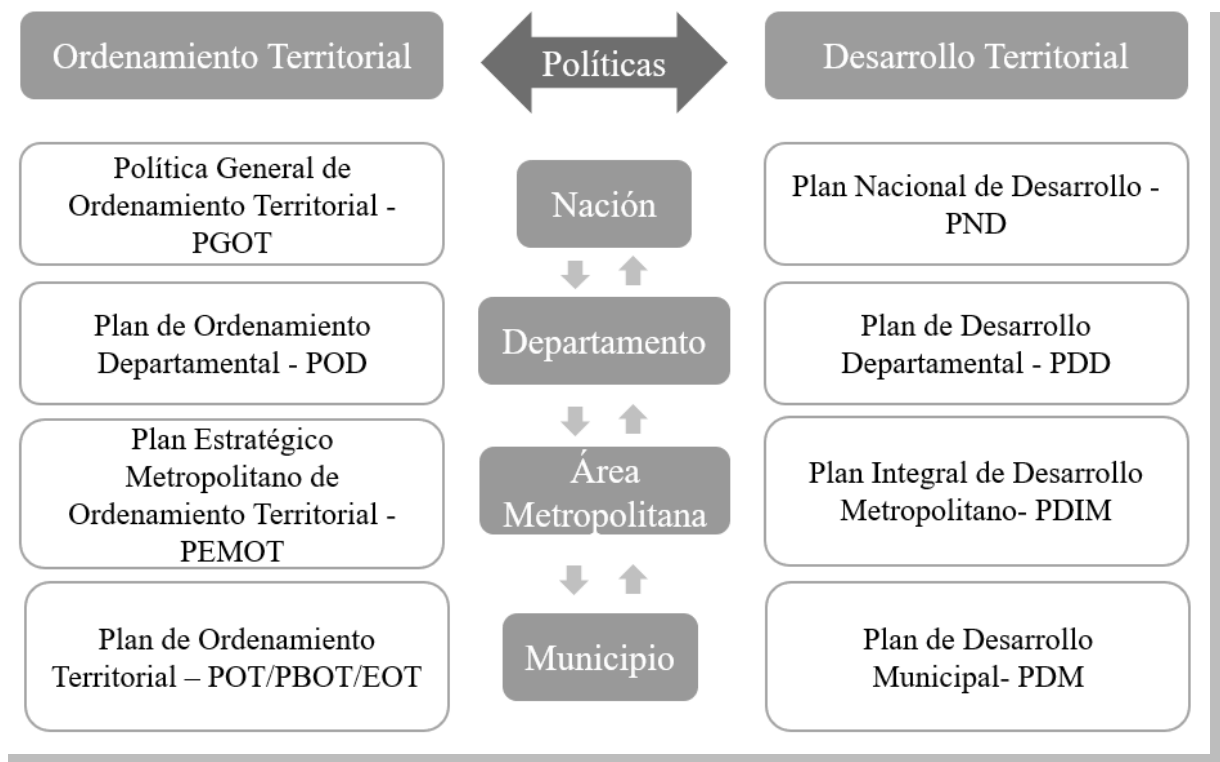 Ordenamiento Territorial
Políticas
Desarrollo Territorial
Política General de
Ordenamiento Territorial -
PGOT
Nación
Plan Nacional de Desarrollo -
PND
Plan de Ordenamiento
Departamental - POD
Departamento
Plan de Desarrollo
Departamental - PDD
Plan Estratégico
Metropolitano de
Ordenamiento Territorial -
PEMOT
Área
Metropolitana
Plan Integral de Desarrollo
Metropolitano- PDIM
Plan de Ordenamiento
Territorial – POT/PBOT/EOT
Municipio
Plan de Desarrollo
Municipal- PDM